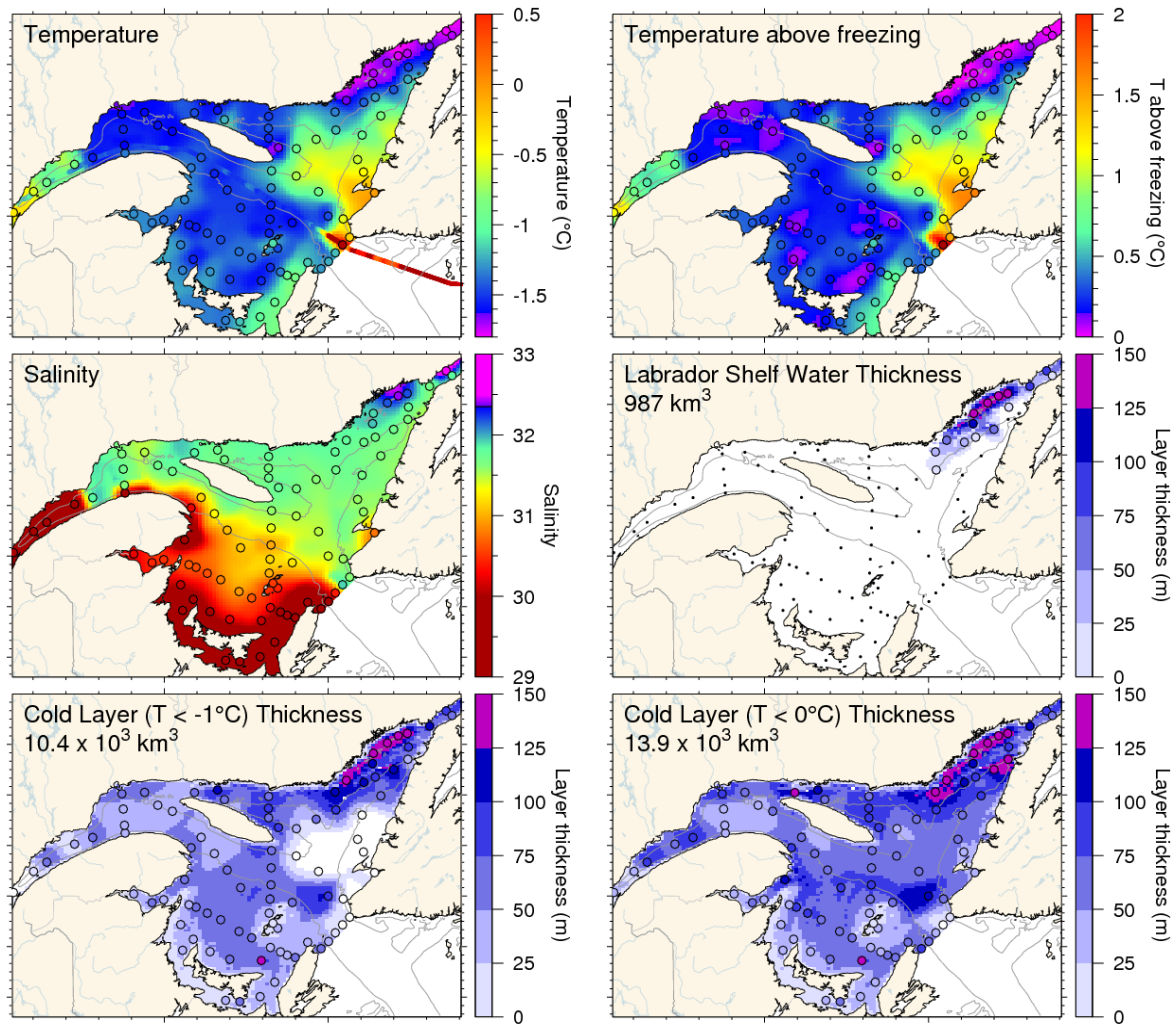 Temperature
0.5
0
-0.5
-1
-1.5
Temperature (°C)
Temperature above freezing
2
1.5
1
0.5
0
T above freezing (°C)
Salinity
33
32
31
30
29
Salinity
Labrador Shelf Water Thickness
987 km³
150
125
100
75
50
25
0
Layer thickness (m)
Cold Layer (T < -1°C) Thickness
10.4 x 10³ km³
150
125
100
75
50
25
0
Layer thickness (m)
Cold Layer (T < 0°C) Thickness
13.9 x 10³ km³
150
125
100
75
50
25
0
Layer thickness (m)